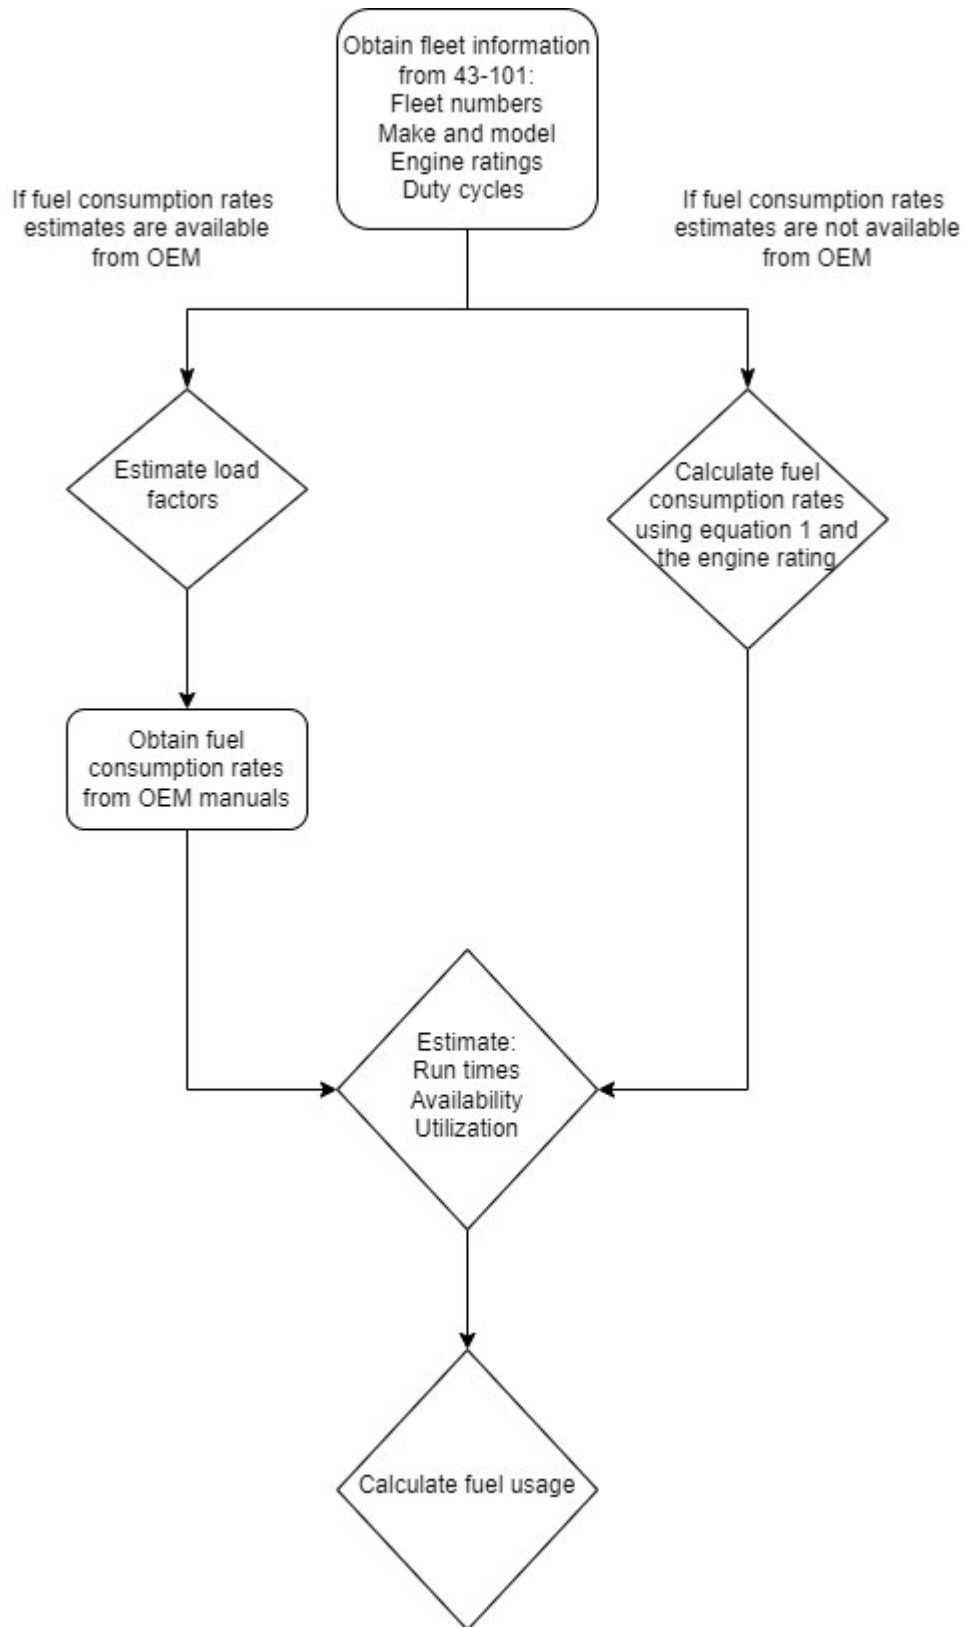 Obtain fleet information
from 43-101:
Fleet numbers
Make and model
Engine ratings
Duty cycles
If fuel consumption rates
estimates are available
from OEM
If fuel consumption rates
estimates are not available
from OEM
Estimate load
factors
Calculate fuel
consumption rates
using equation 1 and
the engine rating
Obtain fuel
consumption rates
from OEM manuals
Estimate:
Run times
Availability
Utilization
Calculate fuel usage